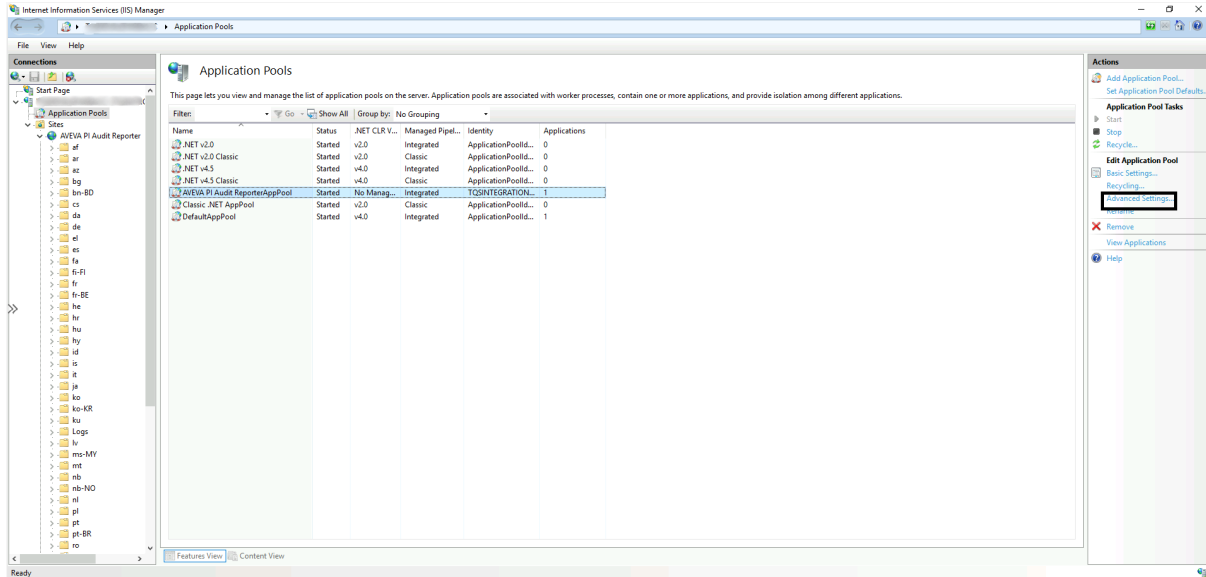 Internet Information Services (IIS) Manager
Application Pools
File View Help
Connections
Start Page
Application Pools
Sites
AVEVA PI Audit Reporter
af
ar
az
bg
bn-BD
cs
da
de
el
es
fa
fi-FI
fr
fr-BE
he
hr
hu
hy
id
is
it
ja
ko
ko-KR
ku
Logs
lv
ms-MY
mt
nb
nb-NO
nl
pl
pt
pt-BR
ro
Application Pools
This page lets you view and manage the list of application pools on the server. Application pools are associated with worker processes, contain one or more applications, and provide isolation among different applications.
Filter: Go Show All Group by: No Grouping
Name Status .NET CLR V... Managed Pipel... Identity Applications
.NET v2.0 Started v2.0 Integrated ApplicationPoolId... 0
.NET v2.0 Classic Started v2.0 Classic ApplicationPoolId... 0
.NET v4.5 Started v4.0 Integrated ApplicationPoolId... 0
.NET v4.5 Classic Started v4.0 Classic ApplicationPoolId... 0
AVEVA PI Audit ReporterAppPool Started No Manag... Integrated TQSINTEGRATION... 1
Classic .NET AppPool Started v2.0 Classic ApplicationPoolId... 0
DefaultAppPool Started v4.0 Integrated ApplicationPoolId... 1
Features View Content View
Actions
Add Application Pool...
Set Application Pool Defaults...
Application Pool Tasks
Start
Stop
Recycle...
Edit Application Pool
Basic Settings...
Recycling...
Advanced Settings...
Rename
Remove
View Applications
Help
Ready